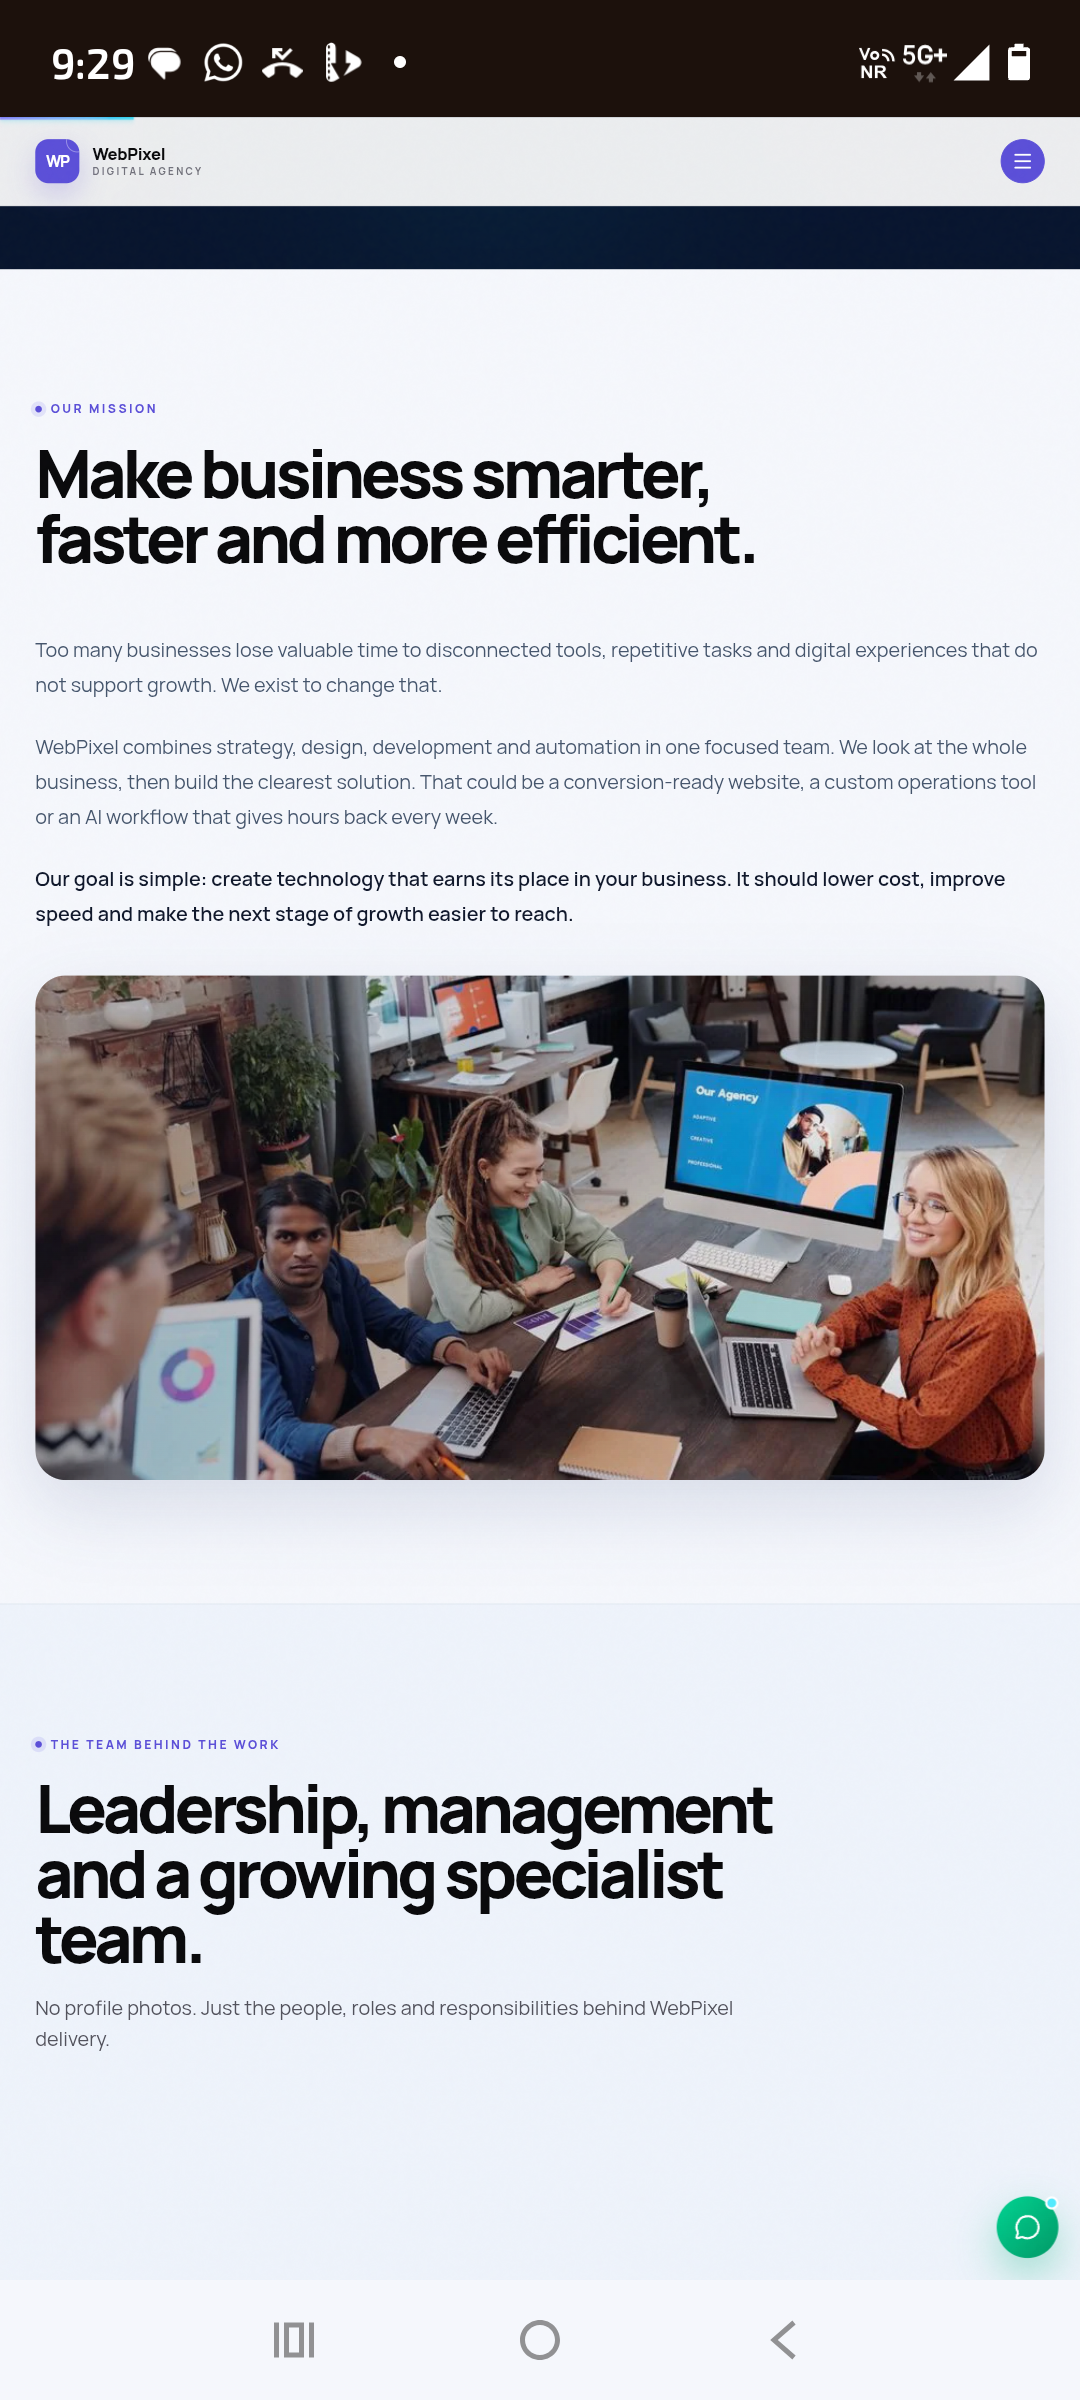 9:29
Vo
NR
5G+
WP
WebPixel
DIGITAL AGENCY
OUR MISSION
Make business smarter,
faster and more efficient.
Too many businesses lose valuable time to disconnected tools, repetitive tasks and digital experiences that do
not support growth. We exist to change that.
WebPixel combines strategy, design, development and automation in one focused team. We look at the whole
business, then build the clearest solution. That could be a conversion-ready website, a custom operations tool
or an AI workflow that gives hours back every week.
Our goal is simple: create technology that earns its place in your business. It should lower cost, improve
speed and make the next stage of growth easier to reach.
Our Agency
ADAPTIVE
CREATIVE
PROFESSIONAL
THE TEAM BEHIND THE WORK
Leadership, management
and a growing specialist
team.
No profile photos. Just the people, roles and responsibilities behind WebPixel
delivery.